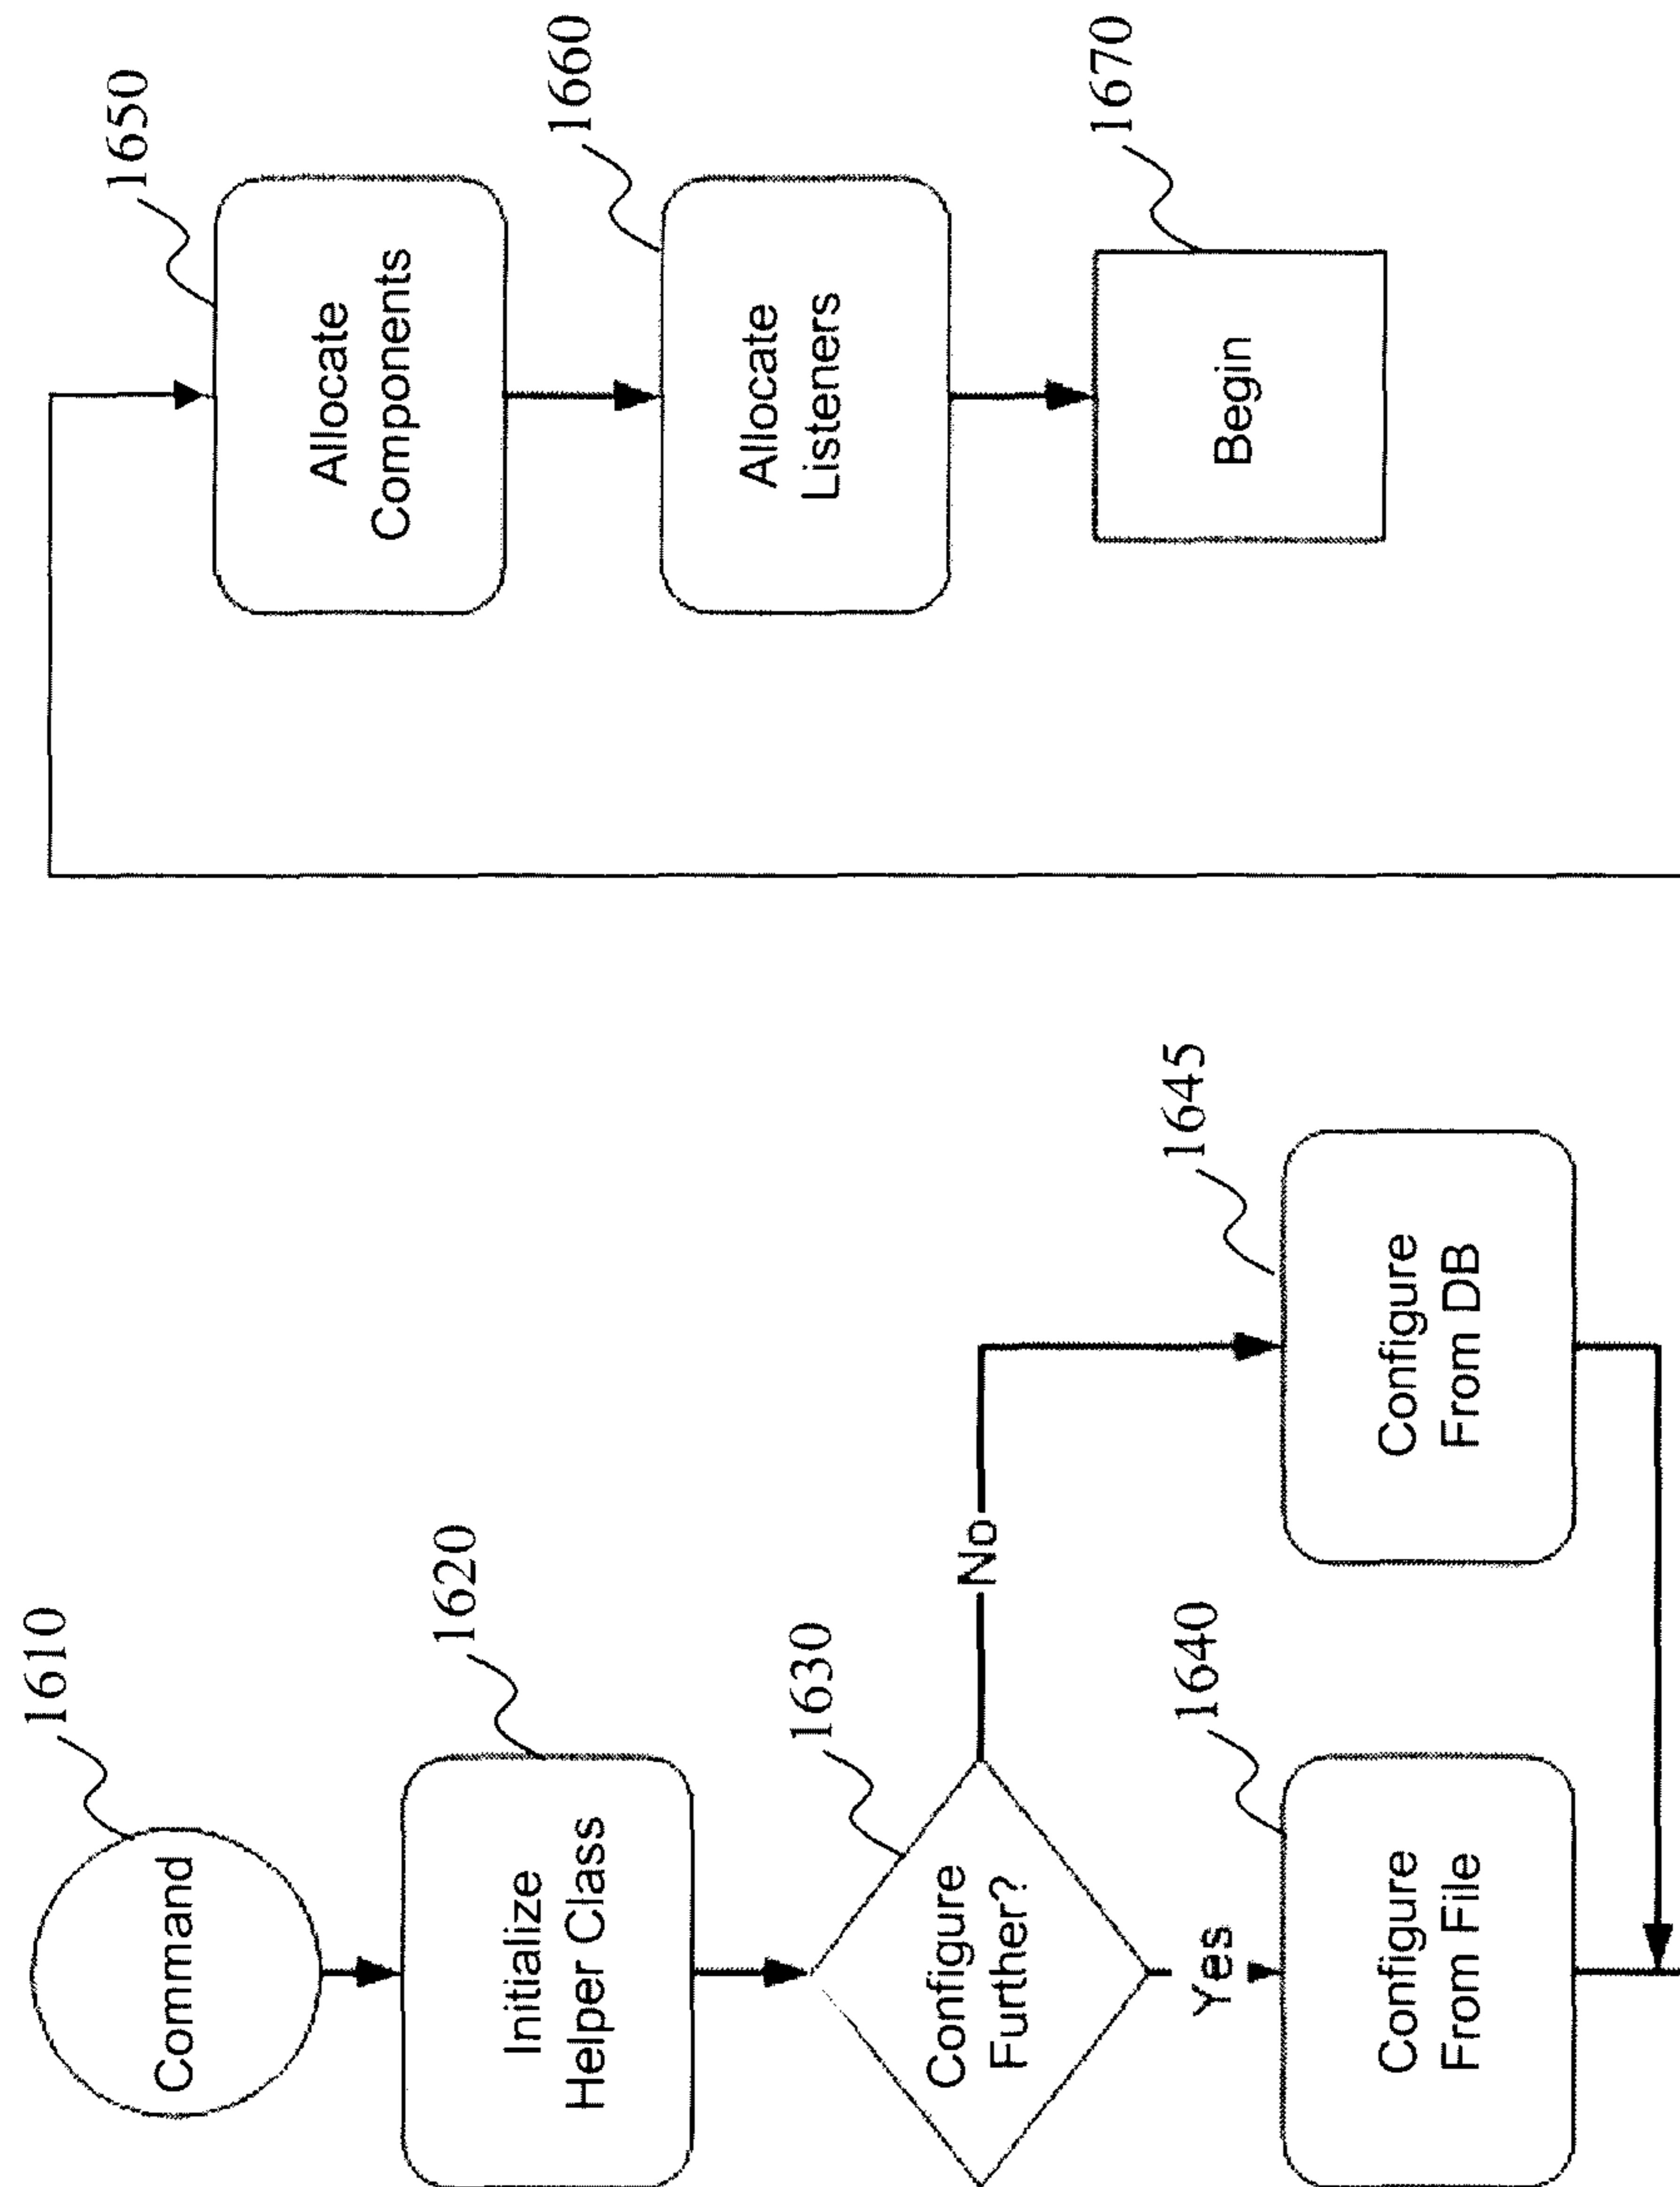 1610
Command
1620
Initialize
Helper Class
1630
Configure
Further?
No
Yes
1640
Configure
From File
1645
Configure
From DB
1650
Allocate
Components
1660
Allocate
Listeners
1670
Begin